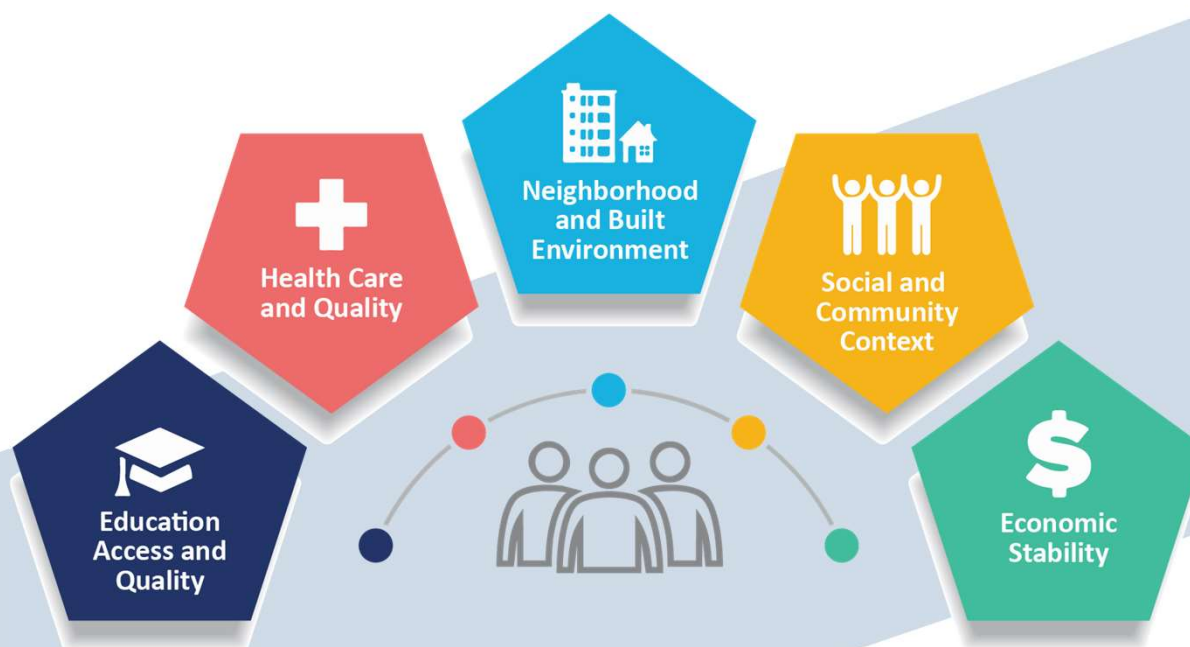 Neighborhood
and Built
Environment
Health Care
and Quality
Social and
Community
Context
Education
Access and
Quality
$
Economic
Stability